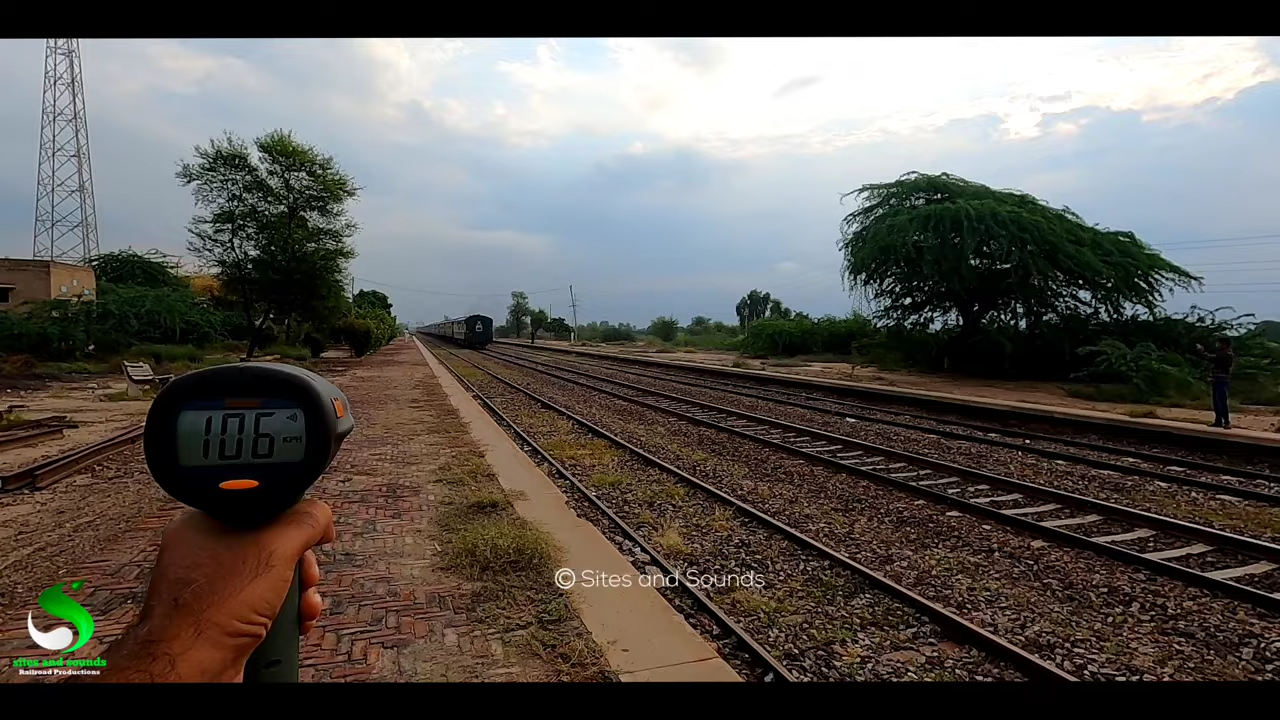 106
KPH
© Sites and Sounds
sites and sounds
Railroad Productions